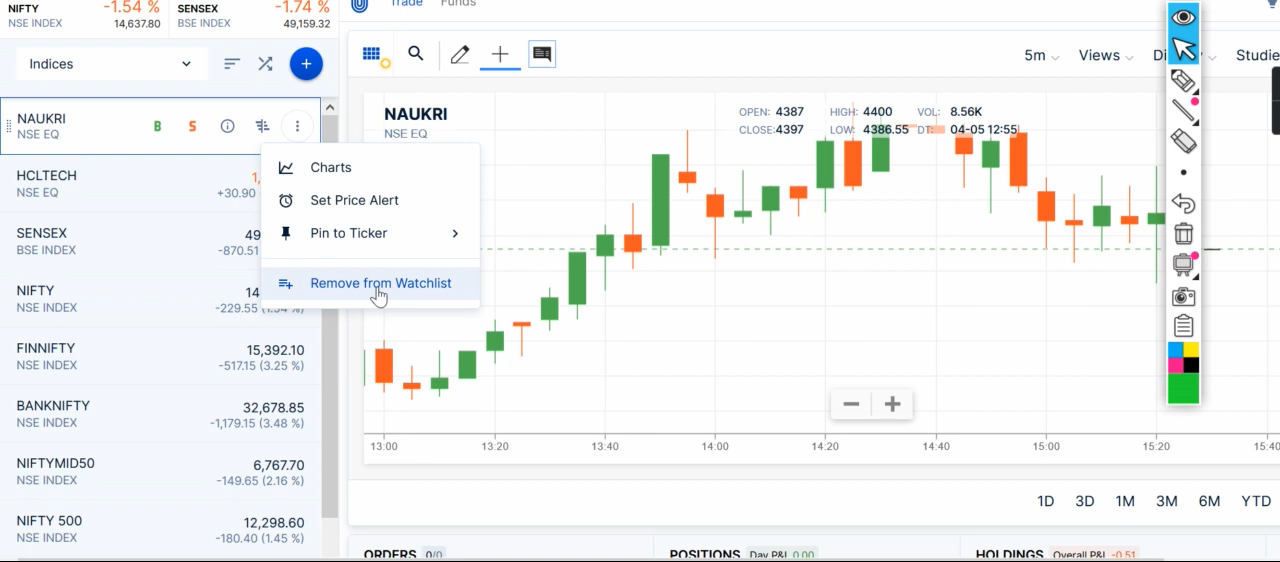 NIFTY -1.54 % SENSEX -1.74 %
NSE INDEX 14,637.80 BSE INDEX 49,159.32
Trade Funds
Indices
5m Views Studie
NAUKRI
NSE EQ
B S
HCLTECH
NSE EQ +30.90
SENSEX 49
BSE INDEX -870.51
NIFTY 14
NSE INDEX -229.55
FINNIFTY 15,392.10
NSE INDEX -517.15 (3.25 %)
BANKNIFTY 32,678.85
NSE INDEX -1,179.15 (3.48 %)
NIFTYMID50 6,767.70
NSE INDEX -149.65 (2.16 %)
NIFTY 500 12,298.60
NSE INDEX -180.40 (1.45 %)
Charts
Set Price Alert
Pin to Ticker
Remove from Watchlist
NAUKRI
NSE EQ
OPEN: 4387 HIGH: 4400 VOL: 8.56K
CLOSE:4397 LOW: 4386.55 DT: 04-05 12:55
13:00 13:20 13:40 14:00 14:20 14:40 15:00 15:20 15:40
1D 3D 1M 3M 6M YTD
ORDERS 0/0 POSITIONS Day P&L 0.00 HOLDINGS Overall P&L -0.51